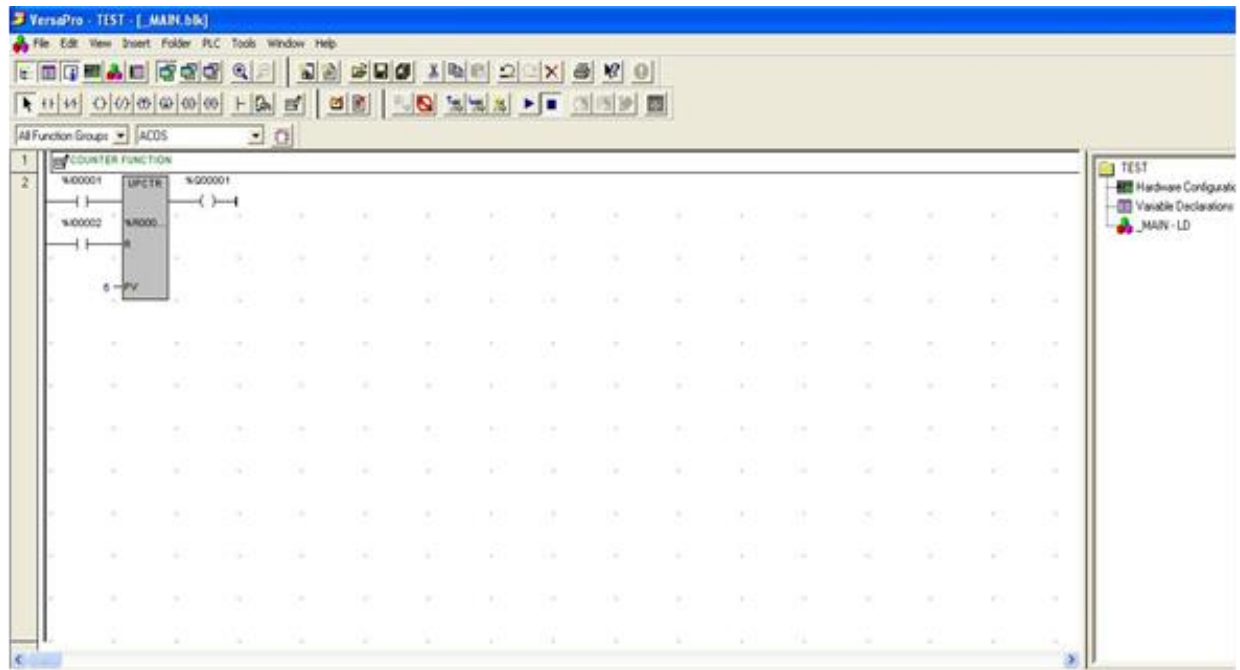 VersaPro - TEST - [_MAIN.blk]
File Edit View Insert Folder PLC Tools Window Help
All Function Groups ACOS
1 COUNTER FUNCTION
2 %I00001 UPCTR %Q00001
%I00002 %R000...
R
6 PV
TEST
Hardware Configuratio
Variable Declarations
_MAIN - LD